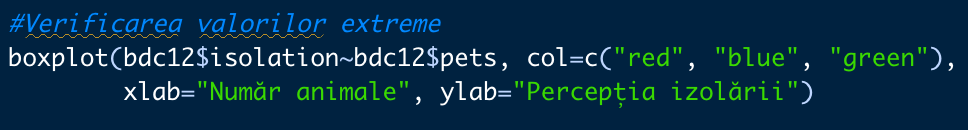 #Verificarea valorilor extreme
boxplot(bdc12$isolation~bdc12$pets, col=c("red", "blue", "green"),
xlab="Număr animale", ylab="Percepția izolării")